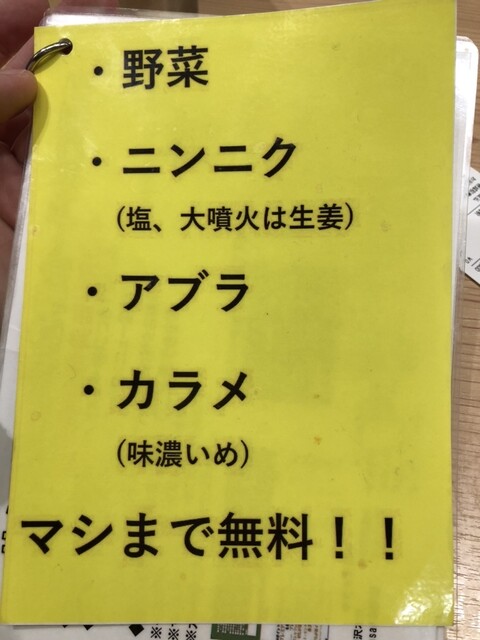 ・野菜
・ニンニク
（塩、大噴火は生姜）
・アブラ
・カラメ
（味濃いめ）
マシまで無料！！